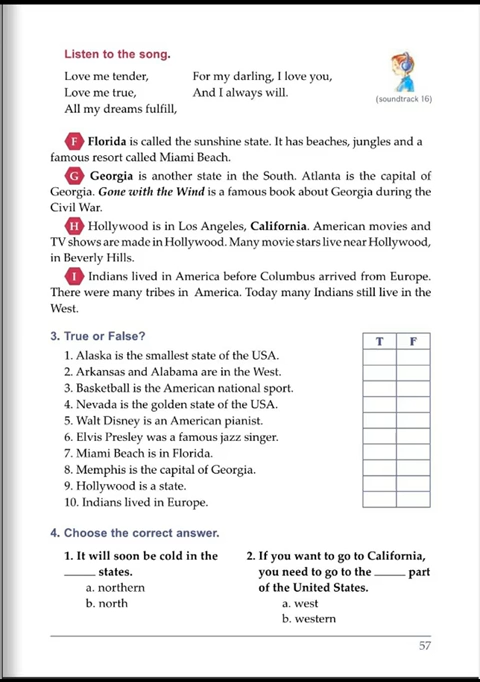 Listen to the song.
Love me tender,
Love me true,
All my dreams fulfill,
For my darling, I love you,
And I always will.
(soundtrack 16)
F Florida is called the sunshine state. It has beaches, jungles and a
famous resort called Miami Beach.
G Georgia is another state in the South. Atlanta is the capital of
Georgia. Gone with the Wind is a famous book about Georgia during the
Civil War.
H Hollywood is in Los Angeles, California. American movies and
TV shows are made in Hollywood. Many movie stars live near Hollywood,
in Beverly Hills.
I Indians lived in America before Columbus arrived from Europe.
There were many tribes in America. Today many Indians still live in the
West.
3. True or False?
T F
1. Alaska is the smallest state of the USA.
2. Arkansas and Alabama are in the West.
3. Basketball is the American national sport.
4. Nevada is the golden state of the USA.
5. Walt Disney is an American pianist.
6. Elvis Presley was a famous jazz singer.
7. Miami Beach is in Florida.
8. Memphis is the capital of Georgia.
9. Hollywood is a state.
10. Indians lived in Europe.
4. Choose the correct answer.
1. It will soon be cold in the
_____ states.
a. northern
b. north
2. If you want to go to California,
you need to go to the _____ part
of the United States.
a. west
b. western
57